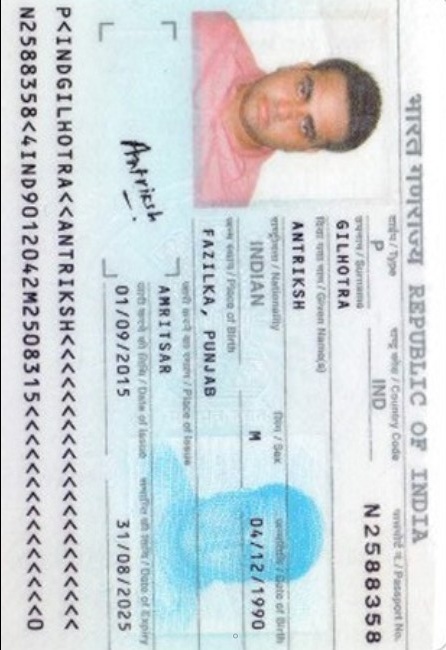 भारत गणराज्य REPUBLIC OF INDIA
टाईप / Type
राष्ट्र कोड / Country Code
पासपोर्ट नं. / Passport No.
P
IND
N2588358
उपनाम / Surname
GILHOTRA
दिया गया नाम / Given Name(s)
ANTRIKSH
राष्ट्रीयता / Nationality
लिंग / Sex
जन्मतिथि / Date of Birth
INDIAN
M
04/12/1990
जन्म स्थान / Place of Birth
FAZILKA, PUNJAB
जारी करने का स्थान / Place of Issue
AMRITSAR
जारी करने की तिथि / Date of Issue
समाप्ति की तिथि / Date of Expiry
01/09/2015
31/08/2025
Antriksh
P<INDGILHOTRA<<ANTRIKSH<<<<<<<<<<<<<<<<<<<<<
N2588358<4IND9012042M2508315<<<<<<<<<<<<<<<0